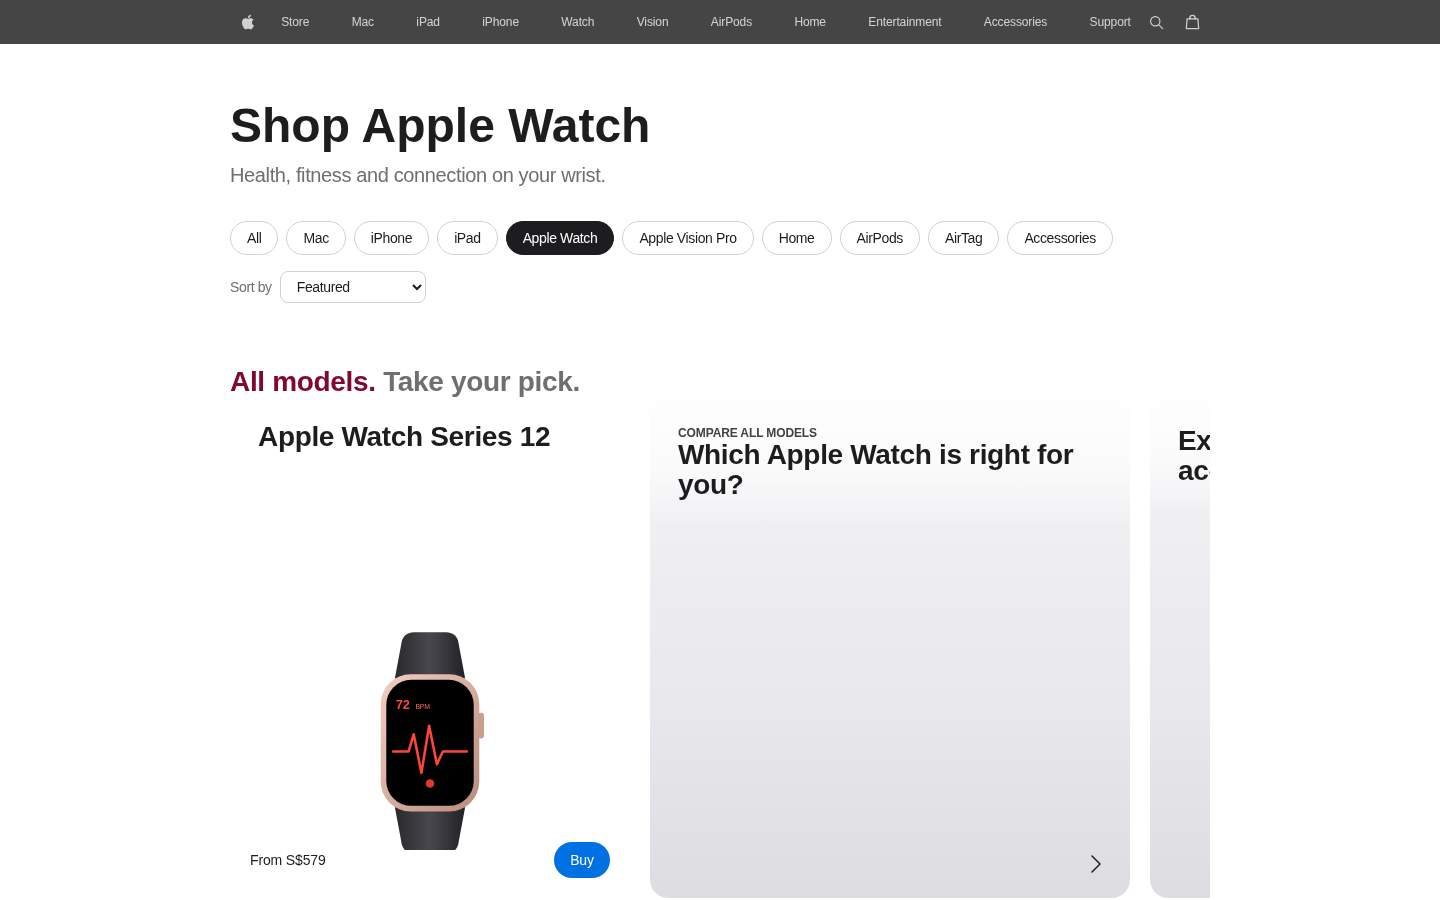 Store Mac iPad iPhone Watch Vision AirPods Home Entertainment Accessories Support
Shop Apple Watch
Health, fitness and connection on your wrist.
All Mac iPhone iPad Apple Watch Apple Vision Pro Home AirPods AirTag Accessories
Sort by Featured
All models. Take your pick.
Apple Watch Series 12
72 BPM
From S$579
Buy
COMPARE ALL MODELS
Which Apple Watch is right for
you?